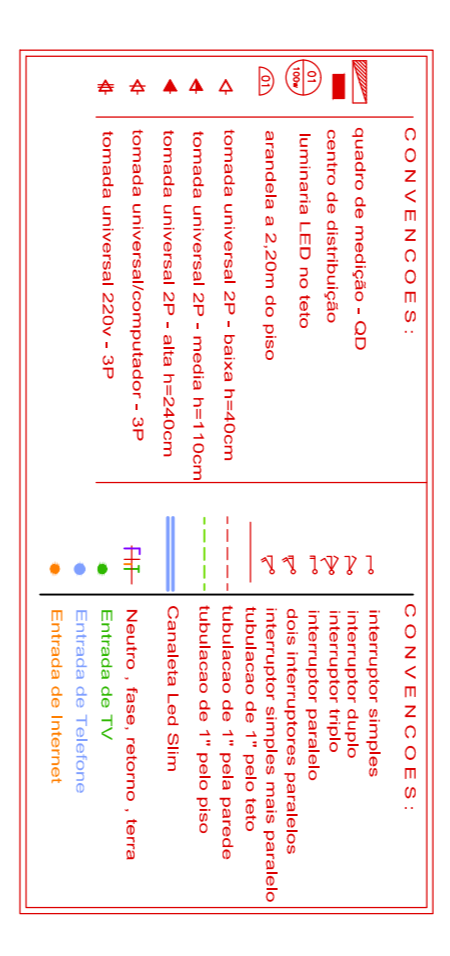 CONVENCOES:
quadro de medição - QD
centro de distribuição
01
100w
luminaria LED no teto
01
arandela a 2,20m do piso
tomada universal 2P - baixa h=40cm
tomada universal 2P - media h=110cm
tomada universal 2P - alta h=240cm
tomada universal/computador - 3P
tomada universal 220v - 3P
CONVENCOES:
interruptor simples
interruptor duplo
interruptor triplo
interruptor paralelo
dois interruptores paralelos
interruptor simples mais paralelo
tubulacao de 1" pelo teto
tubulacao de 1" pela parede
tubulacao de 1" pelo piso
Canaleta Led Slim
Neutro , fase, retorno , terra
Entrada de TV
Entrada de Telefone
Entrada de Internet